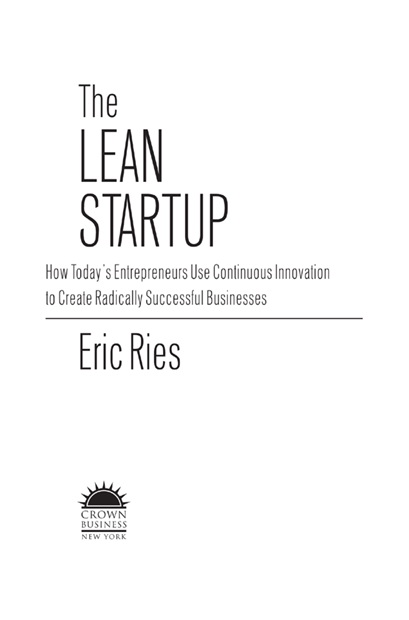 The
LEAN
STARTUP
How Today's Entrepreneurs Use Continuous Innovation
to Create Radically Successful Businesses
Eric Ries
CROWN
BUSINESS
NEW YORK